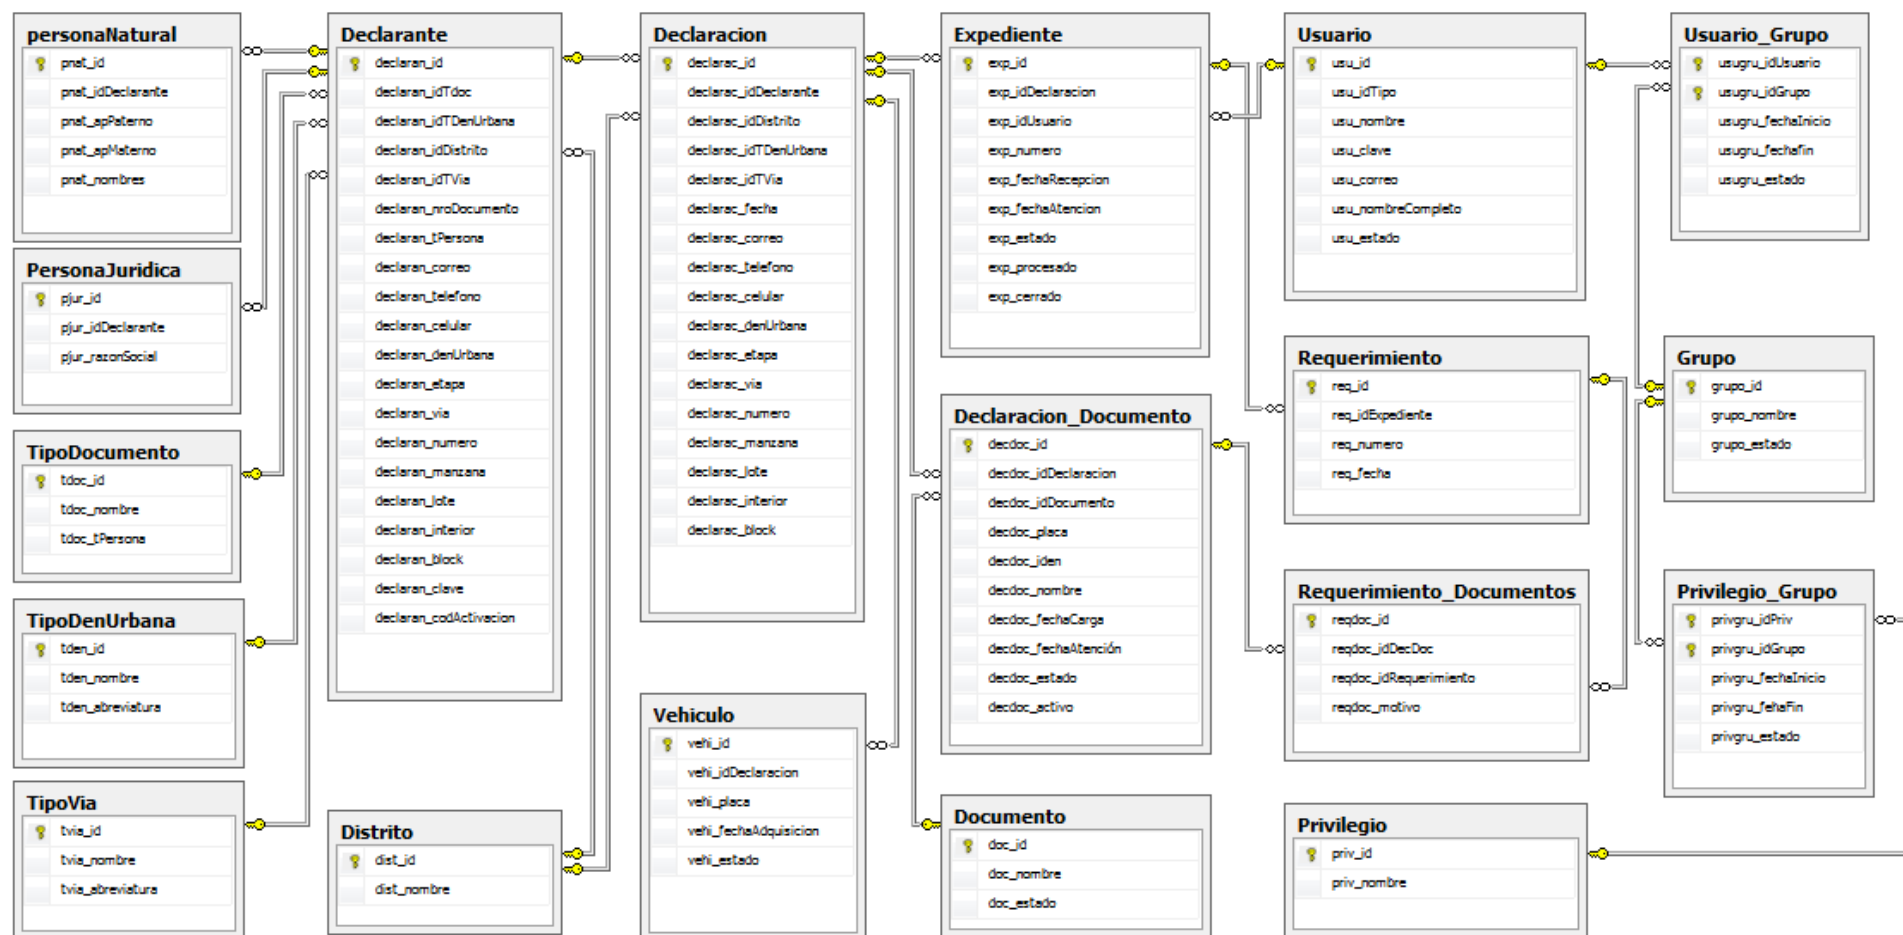 personaNatural
pnat_id
pnat_idDeclarante
pnat_apPaterno
pnat_apMaterno
pnat_nombres
PersonaJuridica
pjur_id
pjur_idDeclarante
pjur_razonSocial
TipoDocumento
tdoc_id
tdoc_nombre
tdoc_tPersona
TipoDenUrbana
tden_id
tden_nombre
tden_abreviatura
TipoVia
tvia_id
tvia_nombre
tvia_abreviatura
Declarante
declaran_id
declaran_idTdoc
declaran_idTDenUrbana
declaran_idDistrito
declaran_idTVia
declaran_nroDocumento
declaran_tPersona
declaran_correo
declaran_telefono
declaran_celular
declaran_denUrbana
declaran_etapa
declaran_via
declaran_numero
declaran_manzana
declaran_lote
declaran_interior
declaran_block
declaran_clave
declaran_codActivacion
Distrito
dist_id
dist_nombre
Declaracion
declarac_id
declarac_idDeclarante
declarac_idDistrito
declarac_idTDenUrbana
declarac_idTVia
declarac_fecha
declarac_correo
declarac_telefono
declarac_celular
declarac_denUrbana
declarac_etapa
declarac_via
declarac_numero
declarac_manzana
declarac_lote
declarac_interior
declarac_block
Vehiculo
vehi_id
vehi_idDeclaracion
vehi_placa
vehi_fechaAdquisicion
vehi_estado
Expediente
exp_id
exp_idDeclaracion
exp_idUsuario
exp_numero
exp_fechaRecepcion
exp_fechaAtencion
exp_estado
exp_procesado
exp_cerrado
Declaracion_Documento
decdoc_id
decdoc_idDeclaracion
decdoc_idDocumento
decdoc_placa
decdoc_iden
decdoc_nombre
decdoc_fechaCarga
decdoc_fechaAtención
decdoc_estado
decdoc_activo
Documento
doc_id
doc_nombre
doc_estado
Usuario
usu_id
usu_idTipo
usu_nombre
usu_clave
usu_correo
usu_nombreCompleto
usu_estado
Requerimiento
req_id
req_idExpediente
req_numero
req_fecha
Requerimiento_Documentos
reqdoc_id
reqdoc_idDecDoc
reqdoc_idRequerimiento
reqdoc_motivo
Privilegio
priv_id
priv_nombre
Usuario_Grupo
usugru_idUsuario
usugru_idGrupo
usugru_fechaInicio
usugru_fechafin
usugru_estado
Grupo
grupo_id
grupo_nombre
grupo_estado
Privilegio_Grupo
privgru_idPriv
privgru_idGrupo
privgru_fechaInicio
privgru_fehaFin
privgru_estado